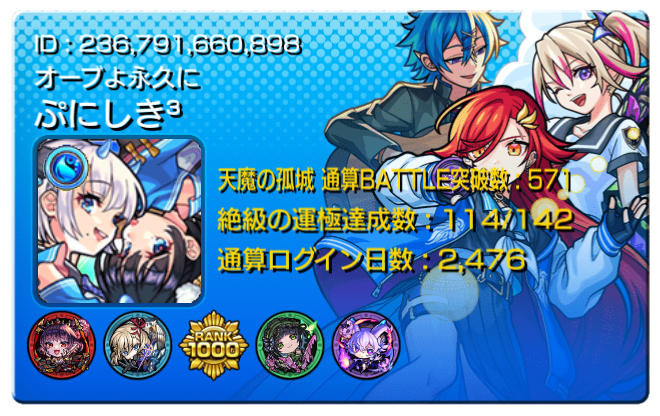 ID : 236,791,660,898
オーブよ永久に
ぷにしき³
天魔の孤城 通算BATTLE突破数 : 571
絶級の運極達成数 : 114/142
通算ログイン日数 : 2,476
RANK
1000